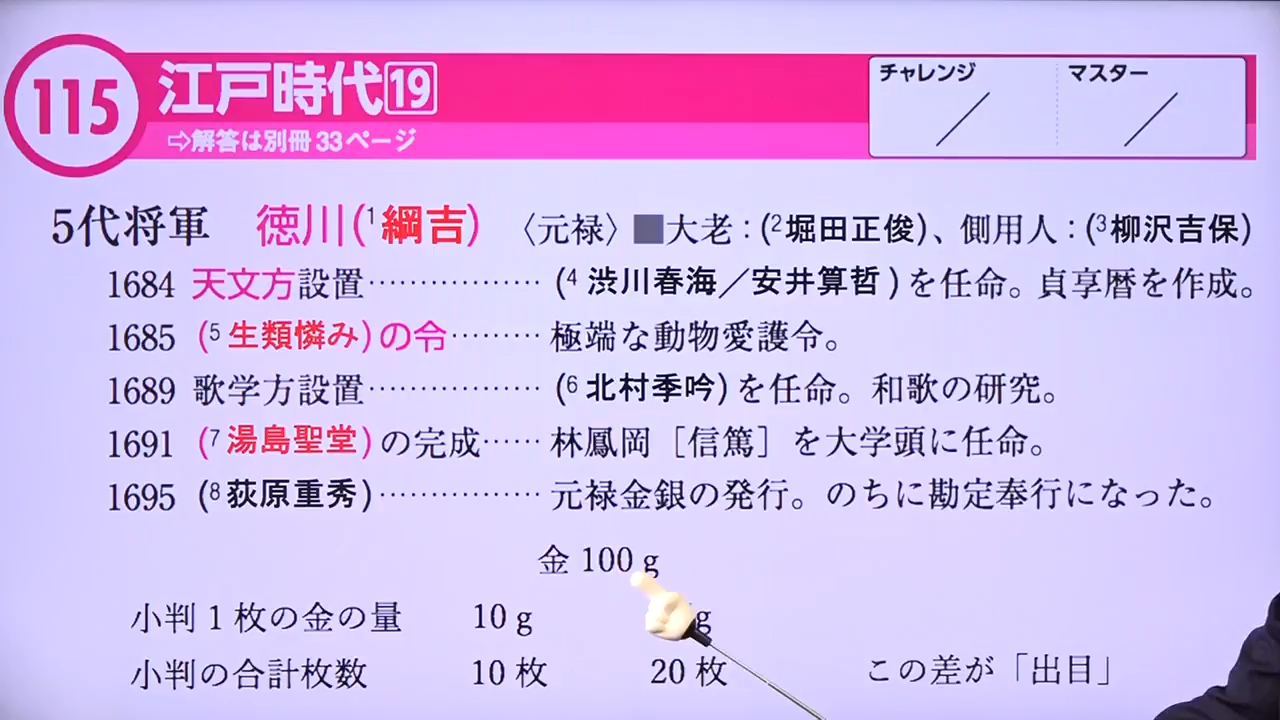 115 江戸時代19
⇨解答は別冊33ページ
チャレンジ マスター
5代将軍 徳川(1綱吉) 〈元禄〉■大老：(2堀田正俊)、側用人：(3柳沢吉保)
1684 天文方設置……………… (4 渋川春海／安井算哲)を任命。貞享暦を作成。
1685 (5 生類憐み)の令……… 極端な動物愛護令。
1689 歌学方設置……………… (6 北村季吟)を任命。和歌の研究。
1691 (7 湯島聖堂)の完成…… 林鳳岡［信篤］を大学頭に任命。
1695 (8 荻原重秀)…………… 元禄金銀の発行。のちに勘定奉行になった。
金 100 g
小判 1 枚の金の量 10 g g
小判の合計枚数 10 枚 20 枚 この差が「出目」